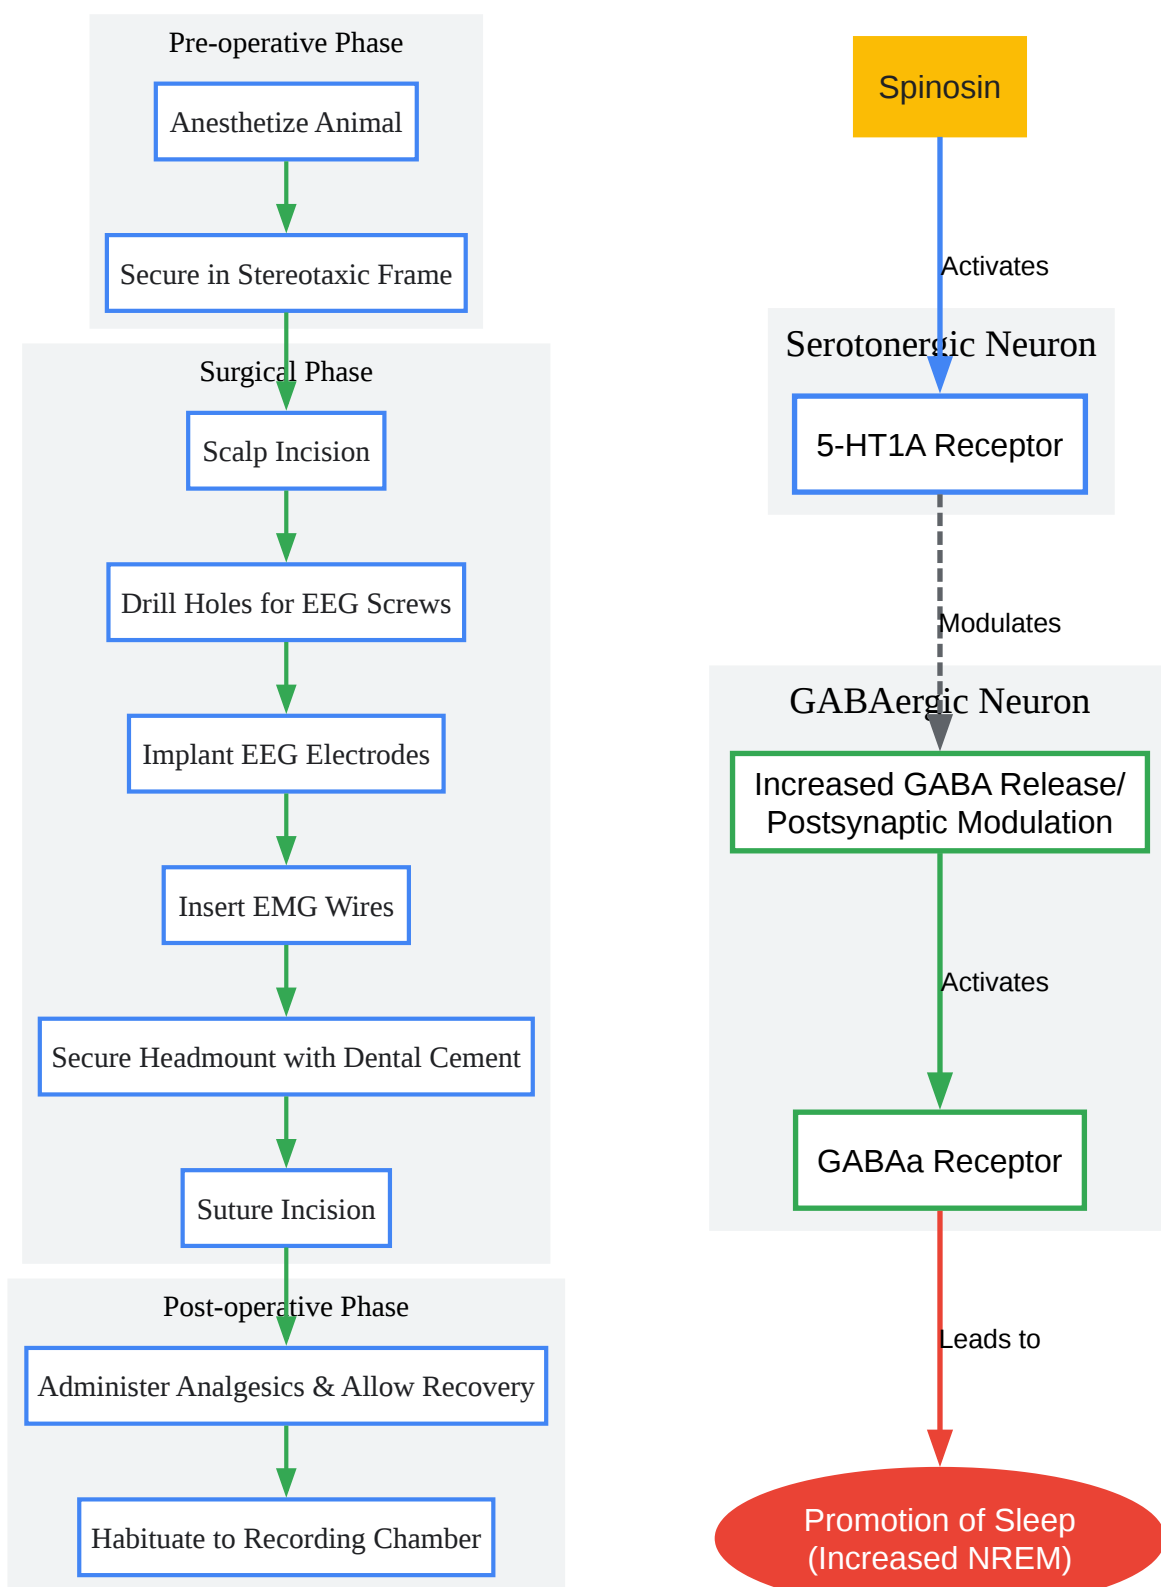 Pre-operative Phase
Anesthetize Animal
Secure in Stereotaxic Frame
Surgical Phase
Scalp Incision
Drill Holes for EEG Screws
Implant EEG Electrodes
Insert EMG Wires
Secure Headmount with Dental Cement
Suture Incision
Post-operative Phase
Administer Analgesics & Allow Recovery
Habituate to Recording Chamber
Spinosin
Activates
Serotonergic Neuron
5-HT1A Receptor
Modulates
GABAergic Neuron
Increased GABA Release/
Postsynaptic Modulation
Activates
GABAa Receptor
Leads to
Promotion of Sleep
(Increased NREM)